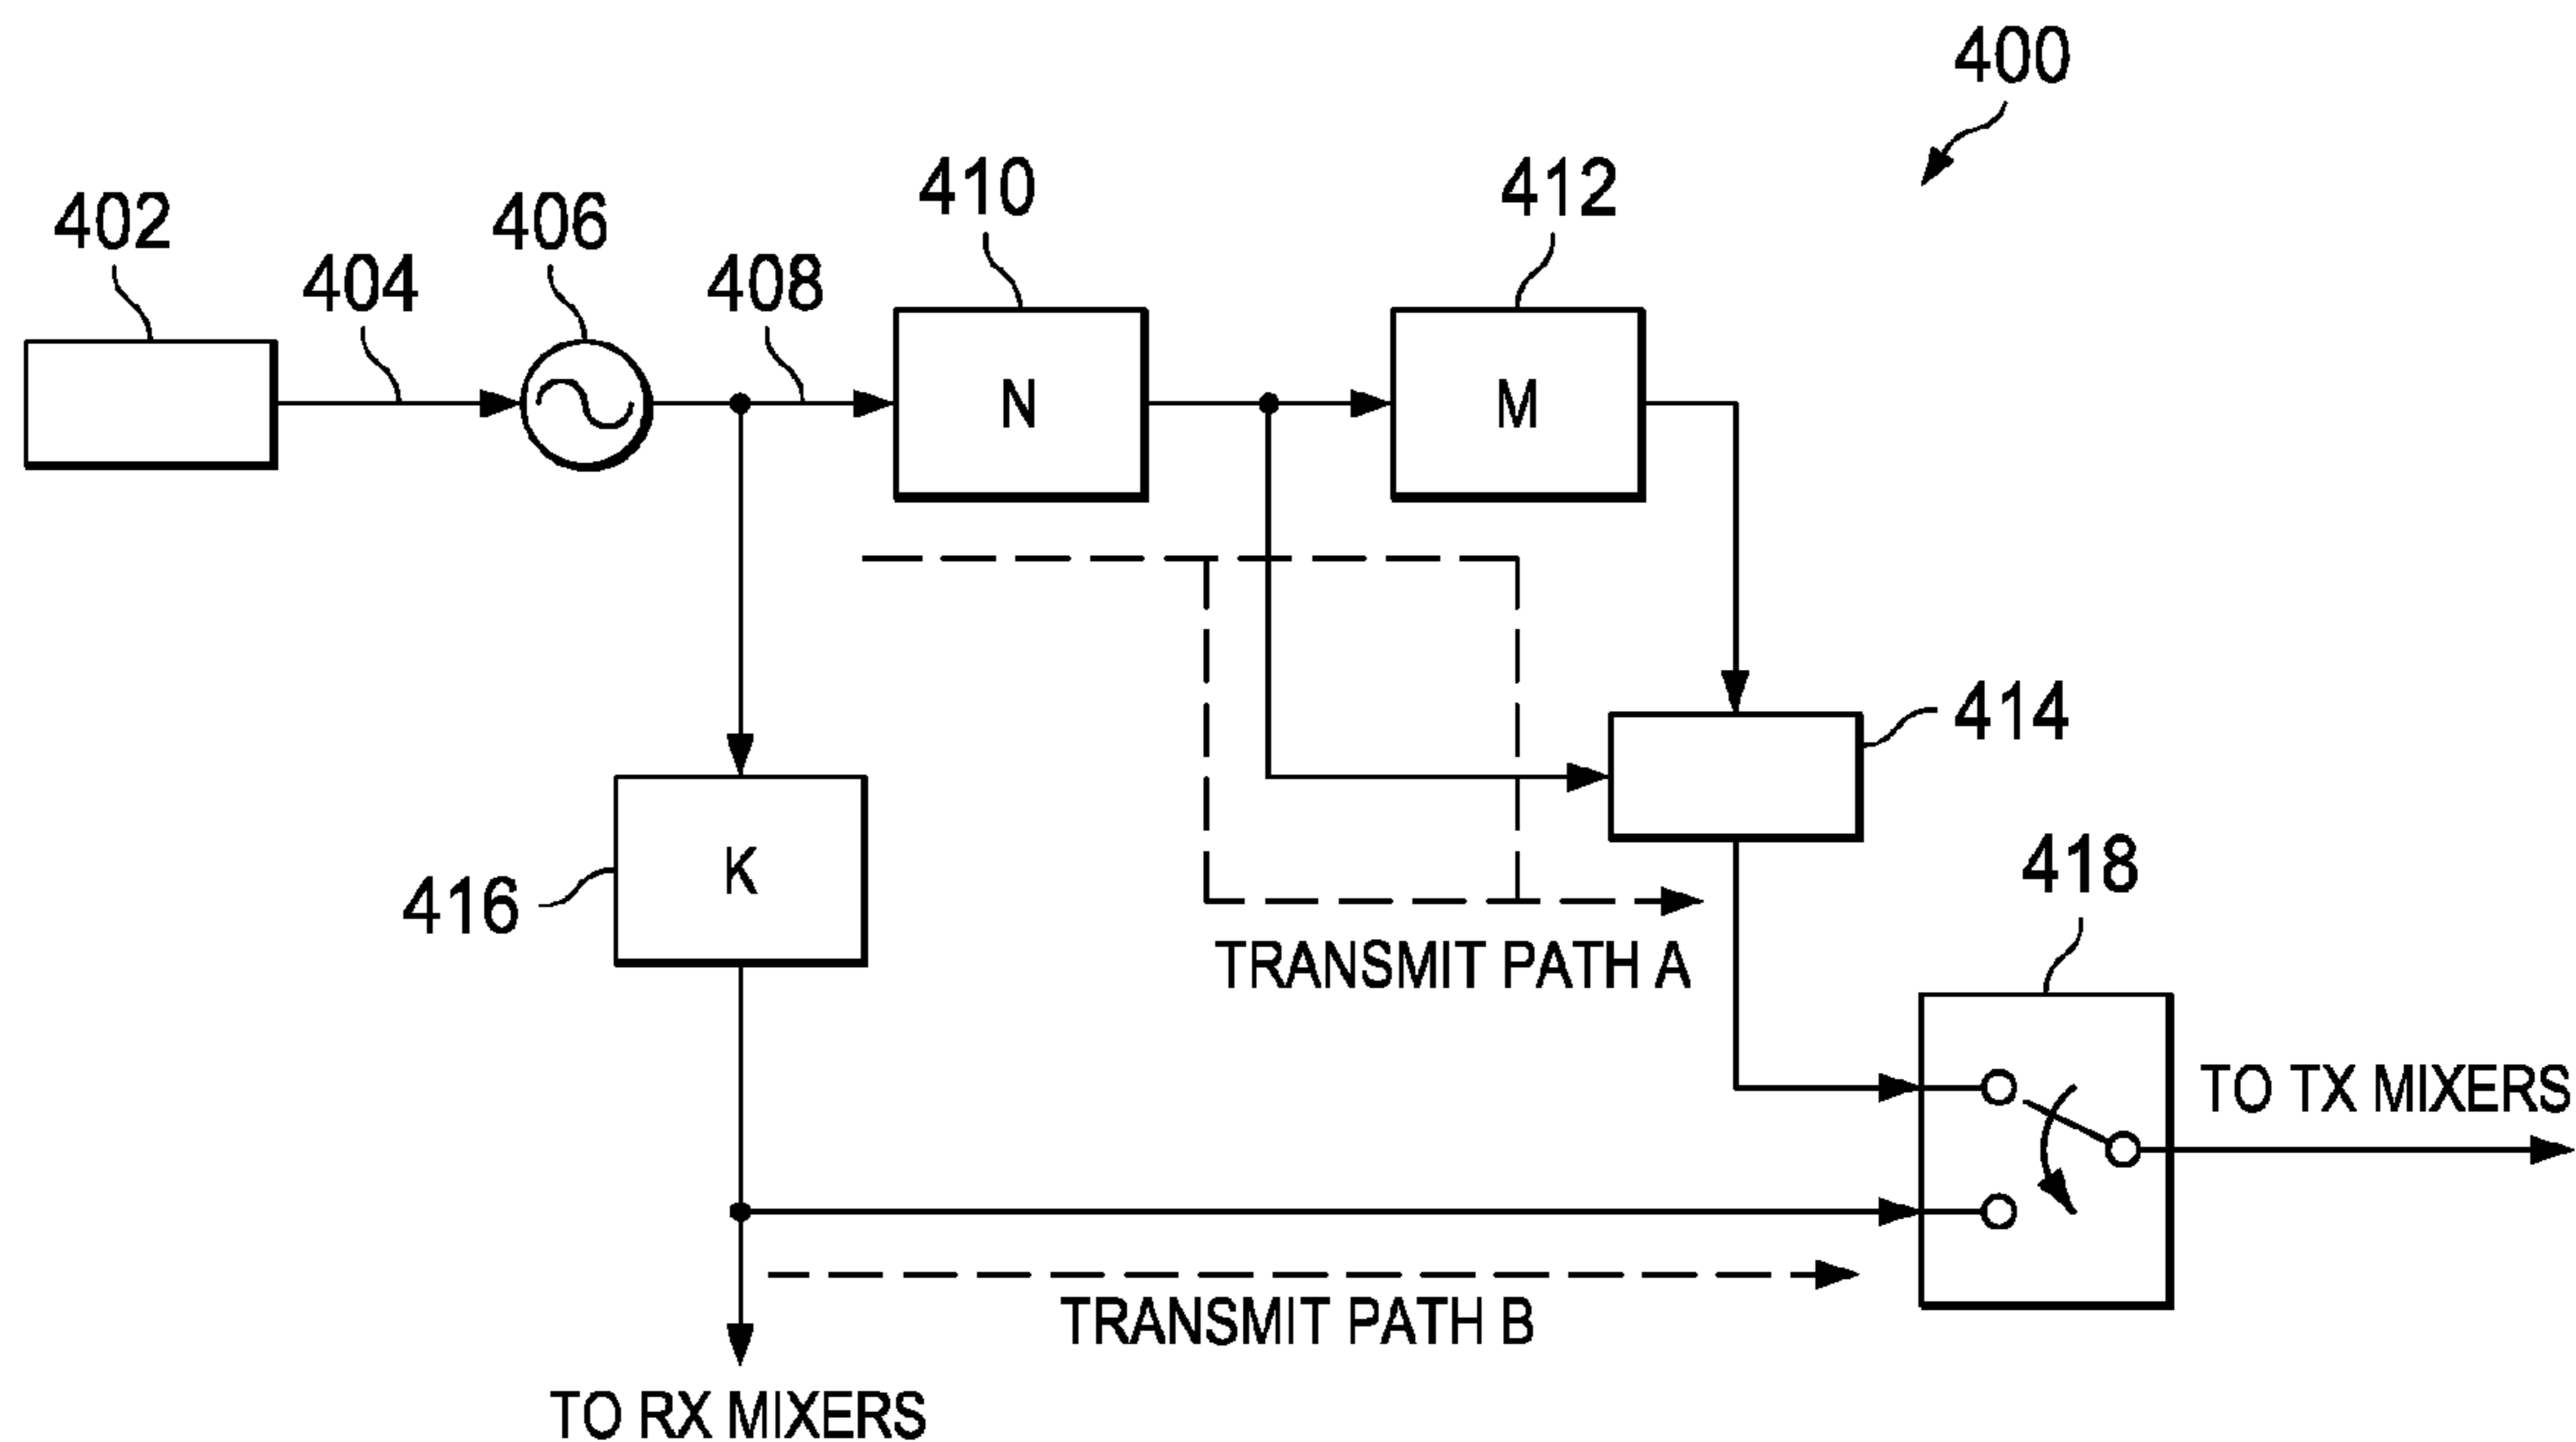 400
410
412
402
406
404
408
N
M
414
K
416
418
TRANSMIT PATH A
TO TX MIXERS
TRANSMIT PATH B
TO RX MIXERS